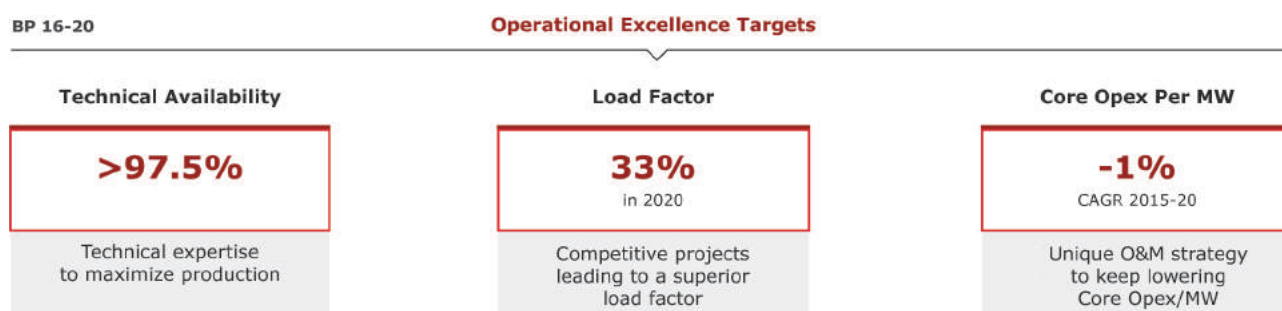 BP 16-20
Operational Excellence Targets
Technical Availability
>97.5%
Technical expertise
to maximize production
Load Factor
33%
in 2020
Competitive projects
leading to a superior
load factor
Core Opex Per MW
-1%
CAGR 2015-20
Unique O&M strategy
to keep lowering
Core Opex/MW